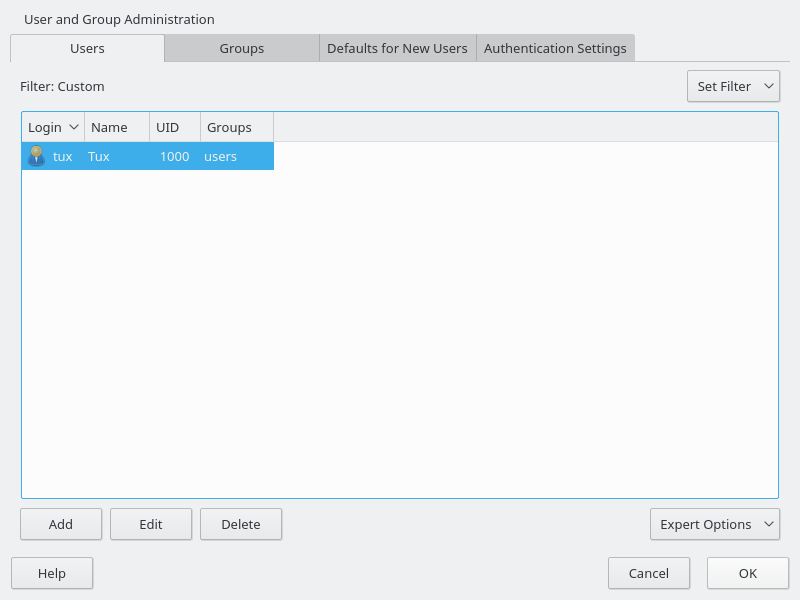 User and Group Administration
Users Groups Defaults for New Users Authentication Settings
Filter: Custom Set Filter
Login Name UID Groups
tux Tux 1000 users
Add Edit Delete Expert Options
Help Cancel OK